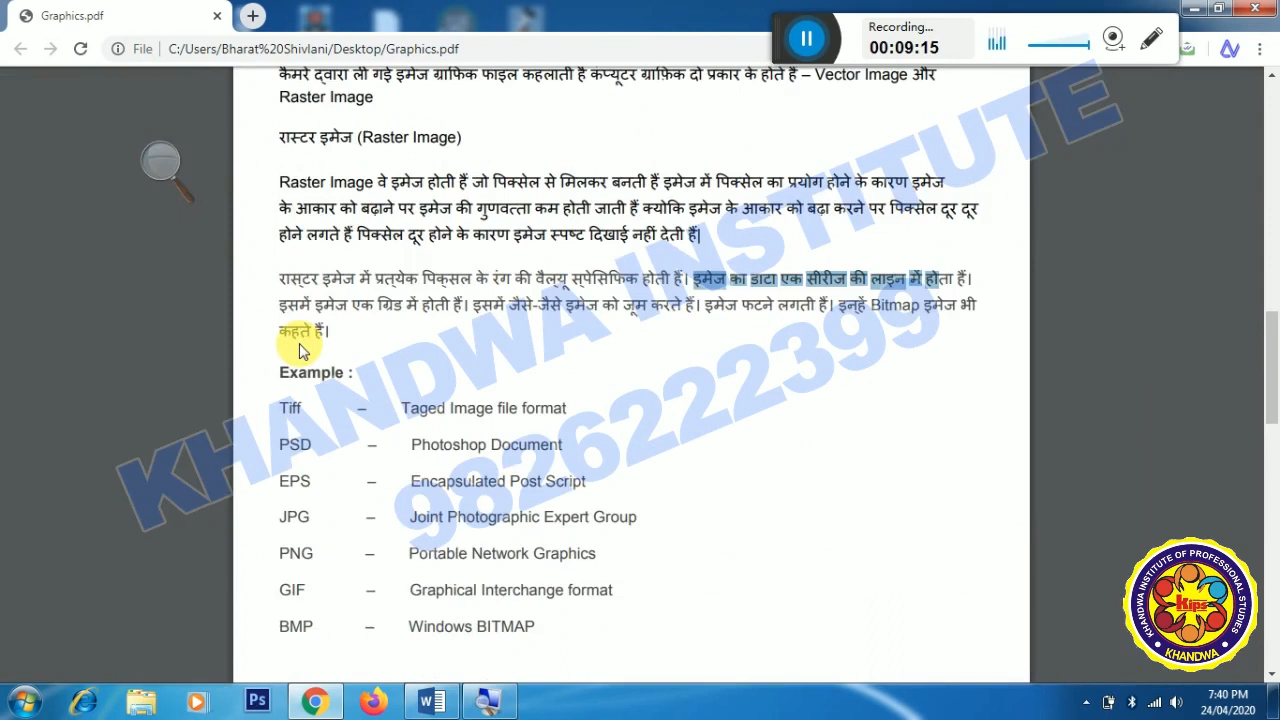 Graphics.pdf
File
C:/Users/Bharat%20Shivlani/Desktop/Graphics.pdf
Recording...
00:09:15
कैमरे द्वारा ली गई इमेज ग्राफिक फाइल कहलाती है कंप्यूटर ग्राफ़िक दो प्रकार के होते है – Vector Image और
Raster Image
रास्टर इमेज (Raster Image)
Raster Image वे इमेज होती हैं जो पिक्सेल से मिलकर बनती हैं इमेज में पिक्सेल का प्रयोग होने के कारण इमेज
के आकार को बढ़ाने पर इमेज की गुणवत्ता कम होती जाती हैं क्योकि इमेज के आकार को बढ़ा करने पर पिक्सेल दूर दूर
होने लगते हैं पिक्सेल दूर होने के कारण इमेज स्पष्ट दिखाई नहीं देती हैं|
रास्टर इमेज में प्रत्येक पिक्सल के रंग की वैल्यू स्पेसिफिक होती हैं। इमेज का डाटा एक सीरीज की लाइन में होता हैं।
इसमें इमेज एक ग्रिड में होती हैं। इसमें जैसे-जैसे इमेज को जूम करते हैं। इमेज फटने लगती हैं। इन्हें Bitmap इमेज भी
कहते हैं।
Example :
Tiff – Taged Image file format
PSD – Photoshop Document
EPS – Encapsulated Post Script
JPG – Joint Photographic Expert Group
PNG – Portable Network Graphics
GIF – Graphical Interchange format
BMP – Windows BITMAP
KHANDWA INSTITUTE
9826222399
KHANDWA INSTITUTE OF PROFESSIONAL STUDIES
Kips
KHANDWA
Ps
W
7:40 PM
24/04/2020